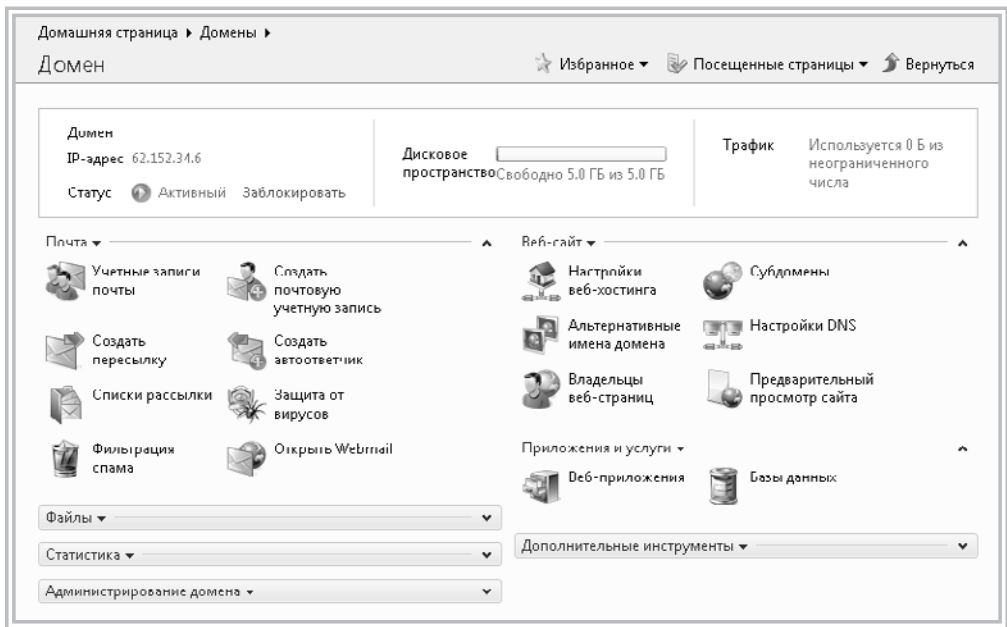 Домашняя страница ▸ Домены ▸
Домен
Избранное ▾ Посещенные страницы ▾ Вернуться
Домен
IP-адрес 62.152.34.6
Статус Активный Заблокировать
Дисковое
пространство
Свободно 5.0 ГБ из 5.0 ГБ
Трафик
Используется 0 Б из
неограниченного
числа
Почта ▾
Учетные записи
почты
Создать
почтовую
учетную запись
Создать
пересылку
Создать
автоответчик
Списки рассылки
Защита от
вирусов
Фильтрация
спама
Открыть Webmail
Файлы ▾
Статистика ▾
Администрирование домена ▾
Веб-сайт ▾
Настройки
веб-хостинга
Субдомены
Альтернативные
имена домена
Настройки DNS
Владельцы
веб-страниц
Предварительный
просмотр сайта
Приложения и услуги ▾
Веб-приложения
Базы данных
Дополнительные инструменты ▾